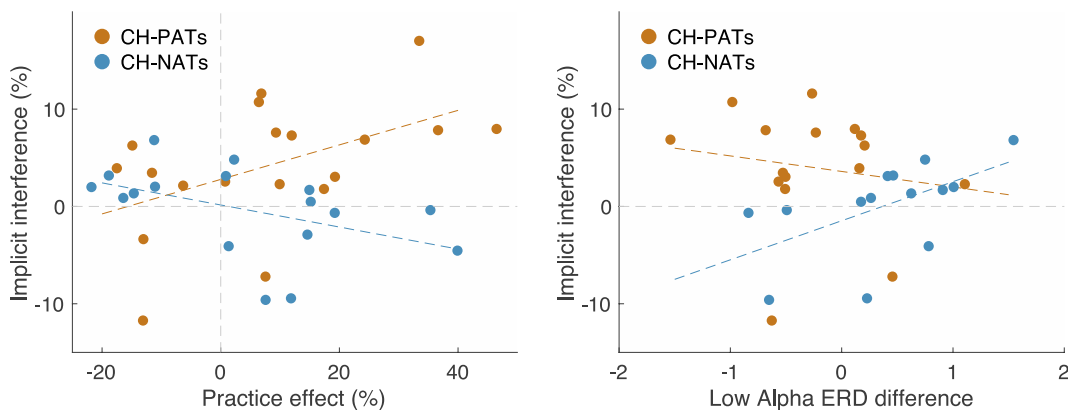 CH-PATs
CH-NATs
Implicit interference (%)
10
0
-10
-20
0
20
40
Practice effect (%)
CH-PATs
CH-NATs
Implicit interference (%)
10
0
-10
-2
-1
0
1
2
Low Alpha ERD difference